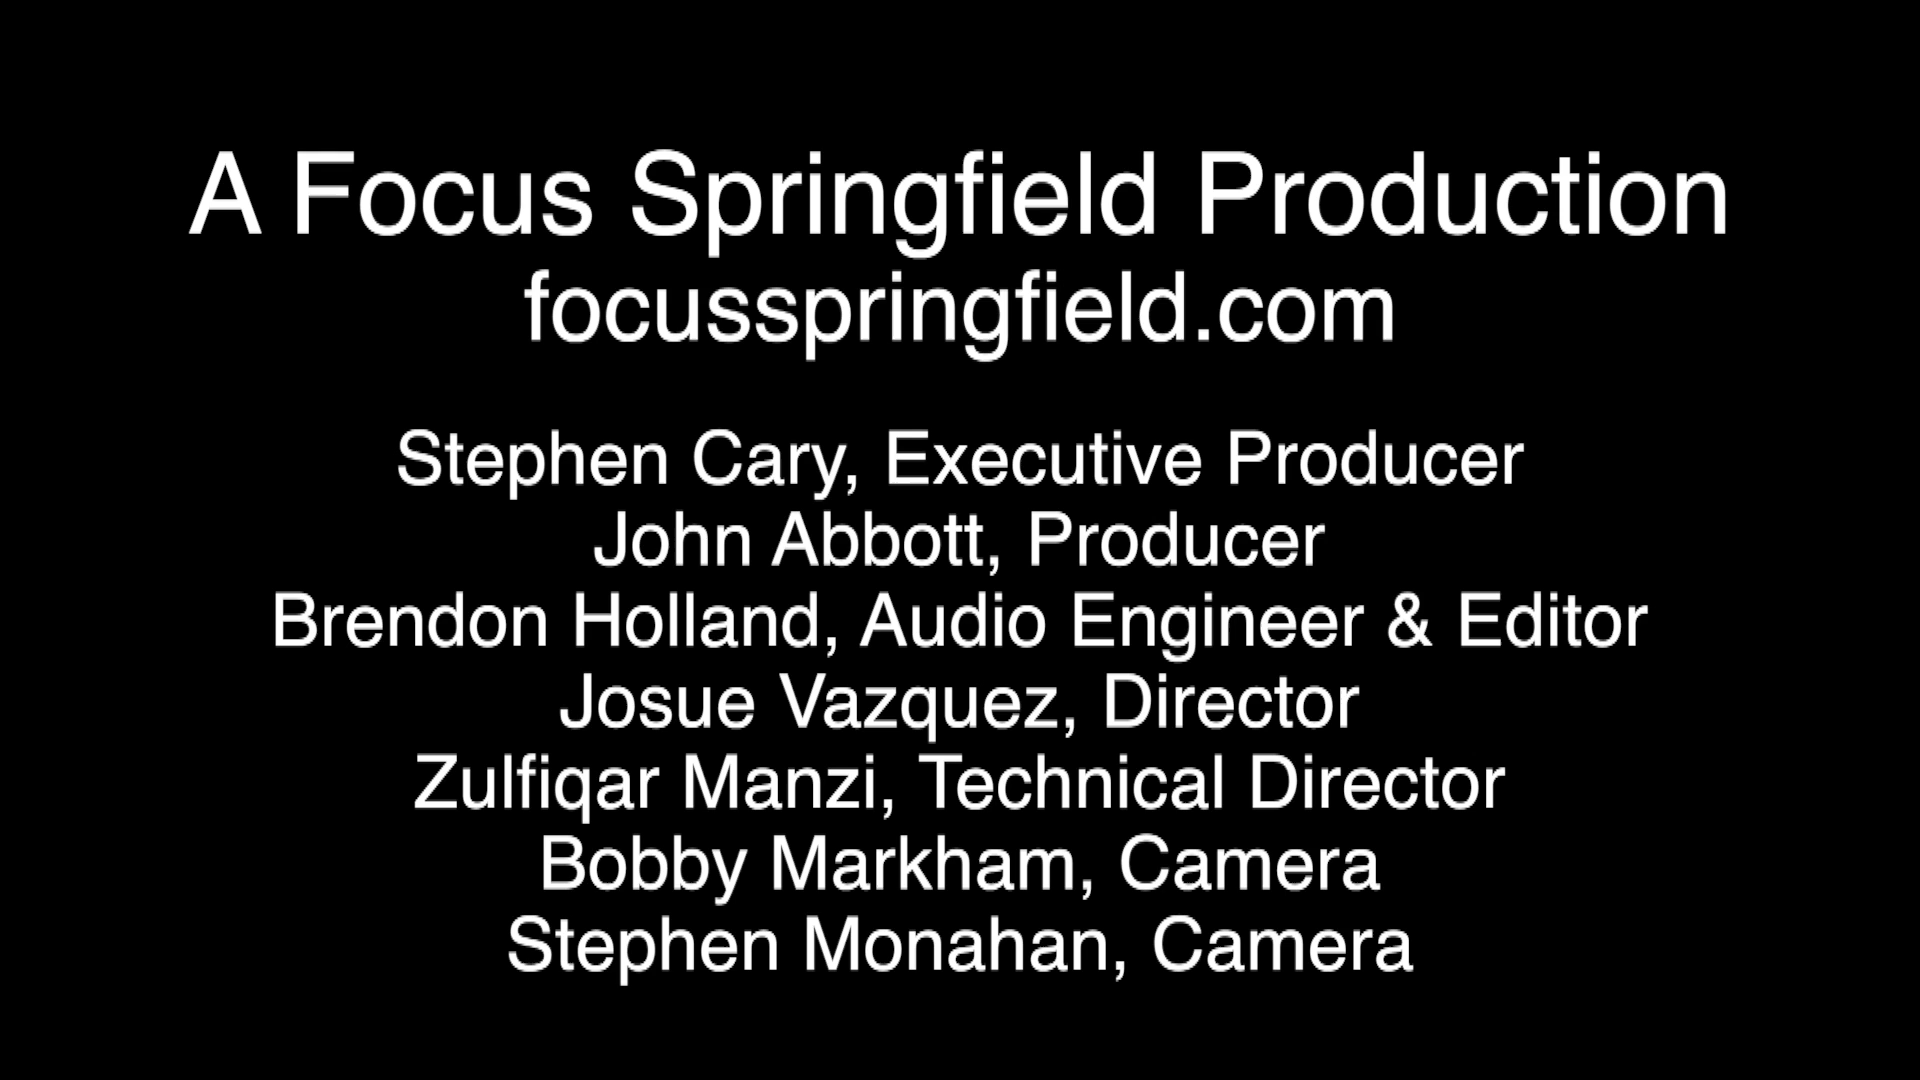 A Focus Springfield Production
focusspringfield.com
Stephen Cary, Executive Producer
John Abbott, Producer
Brendon Holland, Audio Engineer & Editor
Josue Vazquez, Director
Zulfiqar Manzi, Technical Director
Bobby Markham, Camera
Stephen Monahan, Camera